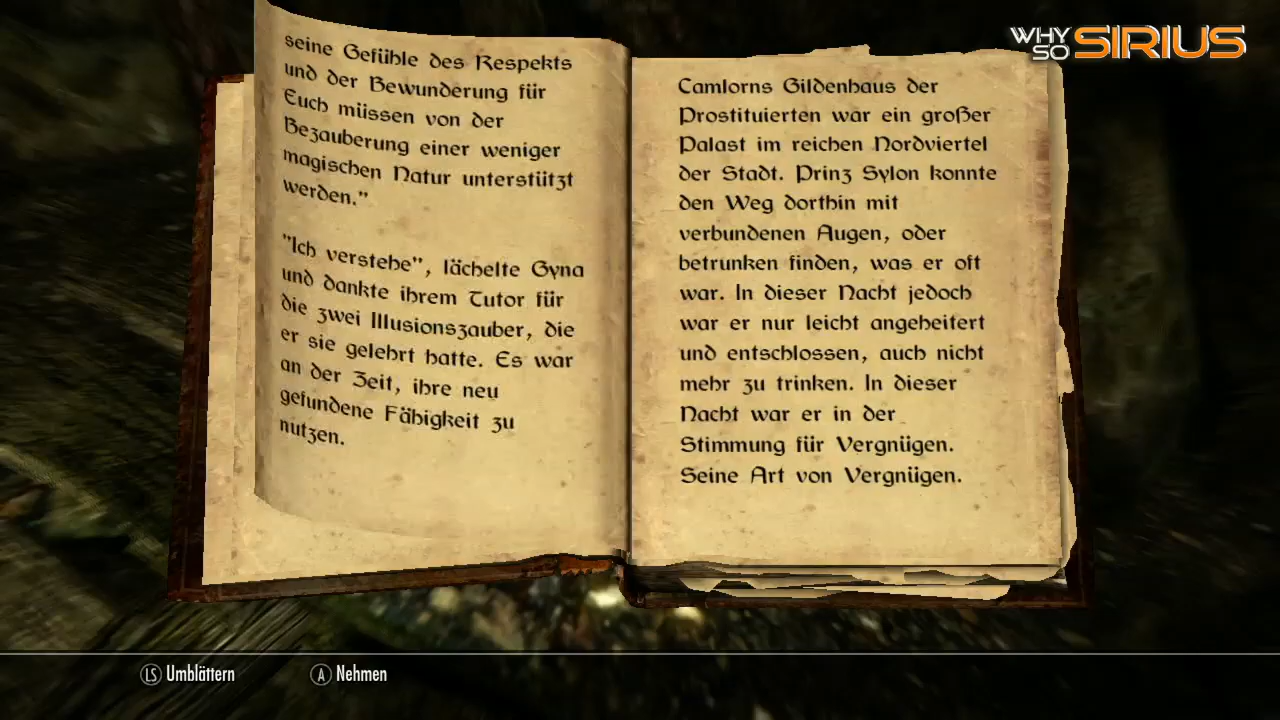 WHY SO SIRIUS
seine Gefühle des Respekts
und der Bewunderung für
Euch müssen von der
Bezauberung einer weniger
magischen Natur unterstützt
werden."
"Ich verstehe", lächelte Gyna
und dankte ihrem Tutor für
die zwei Illusionszauber, die
er sie gelehrt hatte. Es war
an der Zeit, ihre neu
gefundene Fähigkeit zu
nutzen.
Camlorns Gildenhaus der
Prostituierten war ein großer
Palast im reichen Nordviertel
der Stadt. Prinz Sylon konnte
den Weg dorthin mit
verbundenen Augen, oder
betrunken finden, was er oft
war. In dieser Nacht jedoch
war er nur leicht angeheitert
und entschlossen, auch nicht
mehr zu trinken. In dieser
Nacht war er in der
Stimmung für Vergnügen.
Seine Art von Vergnügen.
LS Umblättern
A Nehmen